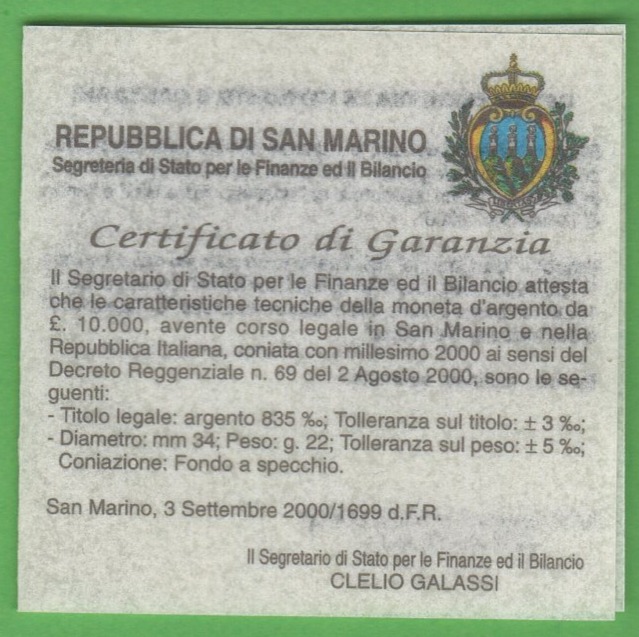 REPUBBLICA DI SAN MARINO
Segreteria di Stato per le Finanze ed il Bilancio
Certificato di Garanzia
Il Segretario di Stato per le Finanze ed il Bilancio attesta
che le caratteristiche tecniche della moneta d'argento da
£. 10.000, avente corso legale in San Marino e nella
Repubblica Italiana, coniata con millesimo 2000 ai sensi del
Decreto Reggenziale n. 69 del 2 Agosto 2000, sono le se-
guenti:
- Titolo legale: argento 835 ‰; Tolleranza sul titolo: ± 3 ‰;
- Diametro: mm 34; Peso: g. 22; Tolleranza sul peso: ± 5 ‰;
Coniazione: Fondo a specchio.
San Marino, 3 Settembre 2000/1699 d.F.R.
Il Segretario di Stato per le Finanze ed il Bilancio
CLELIO GALASSI